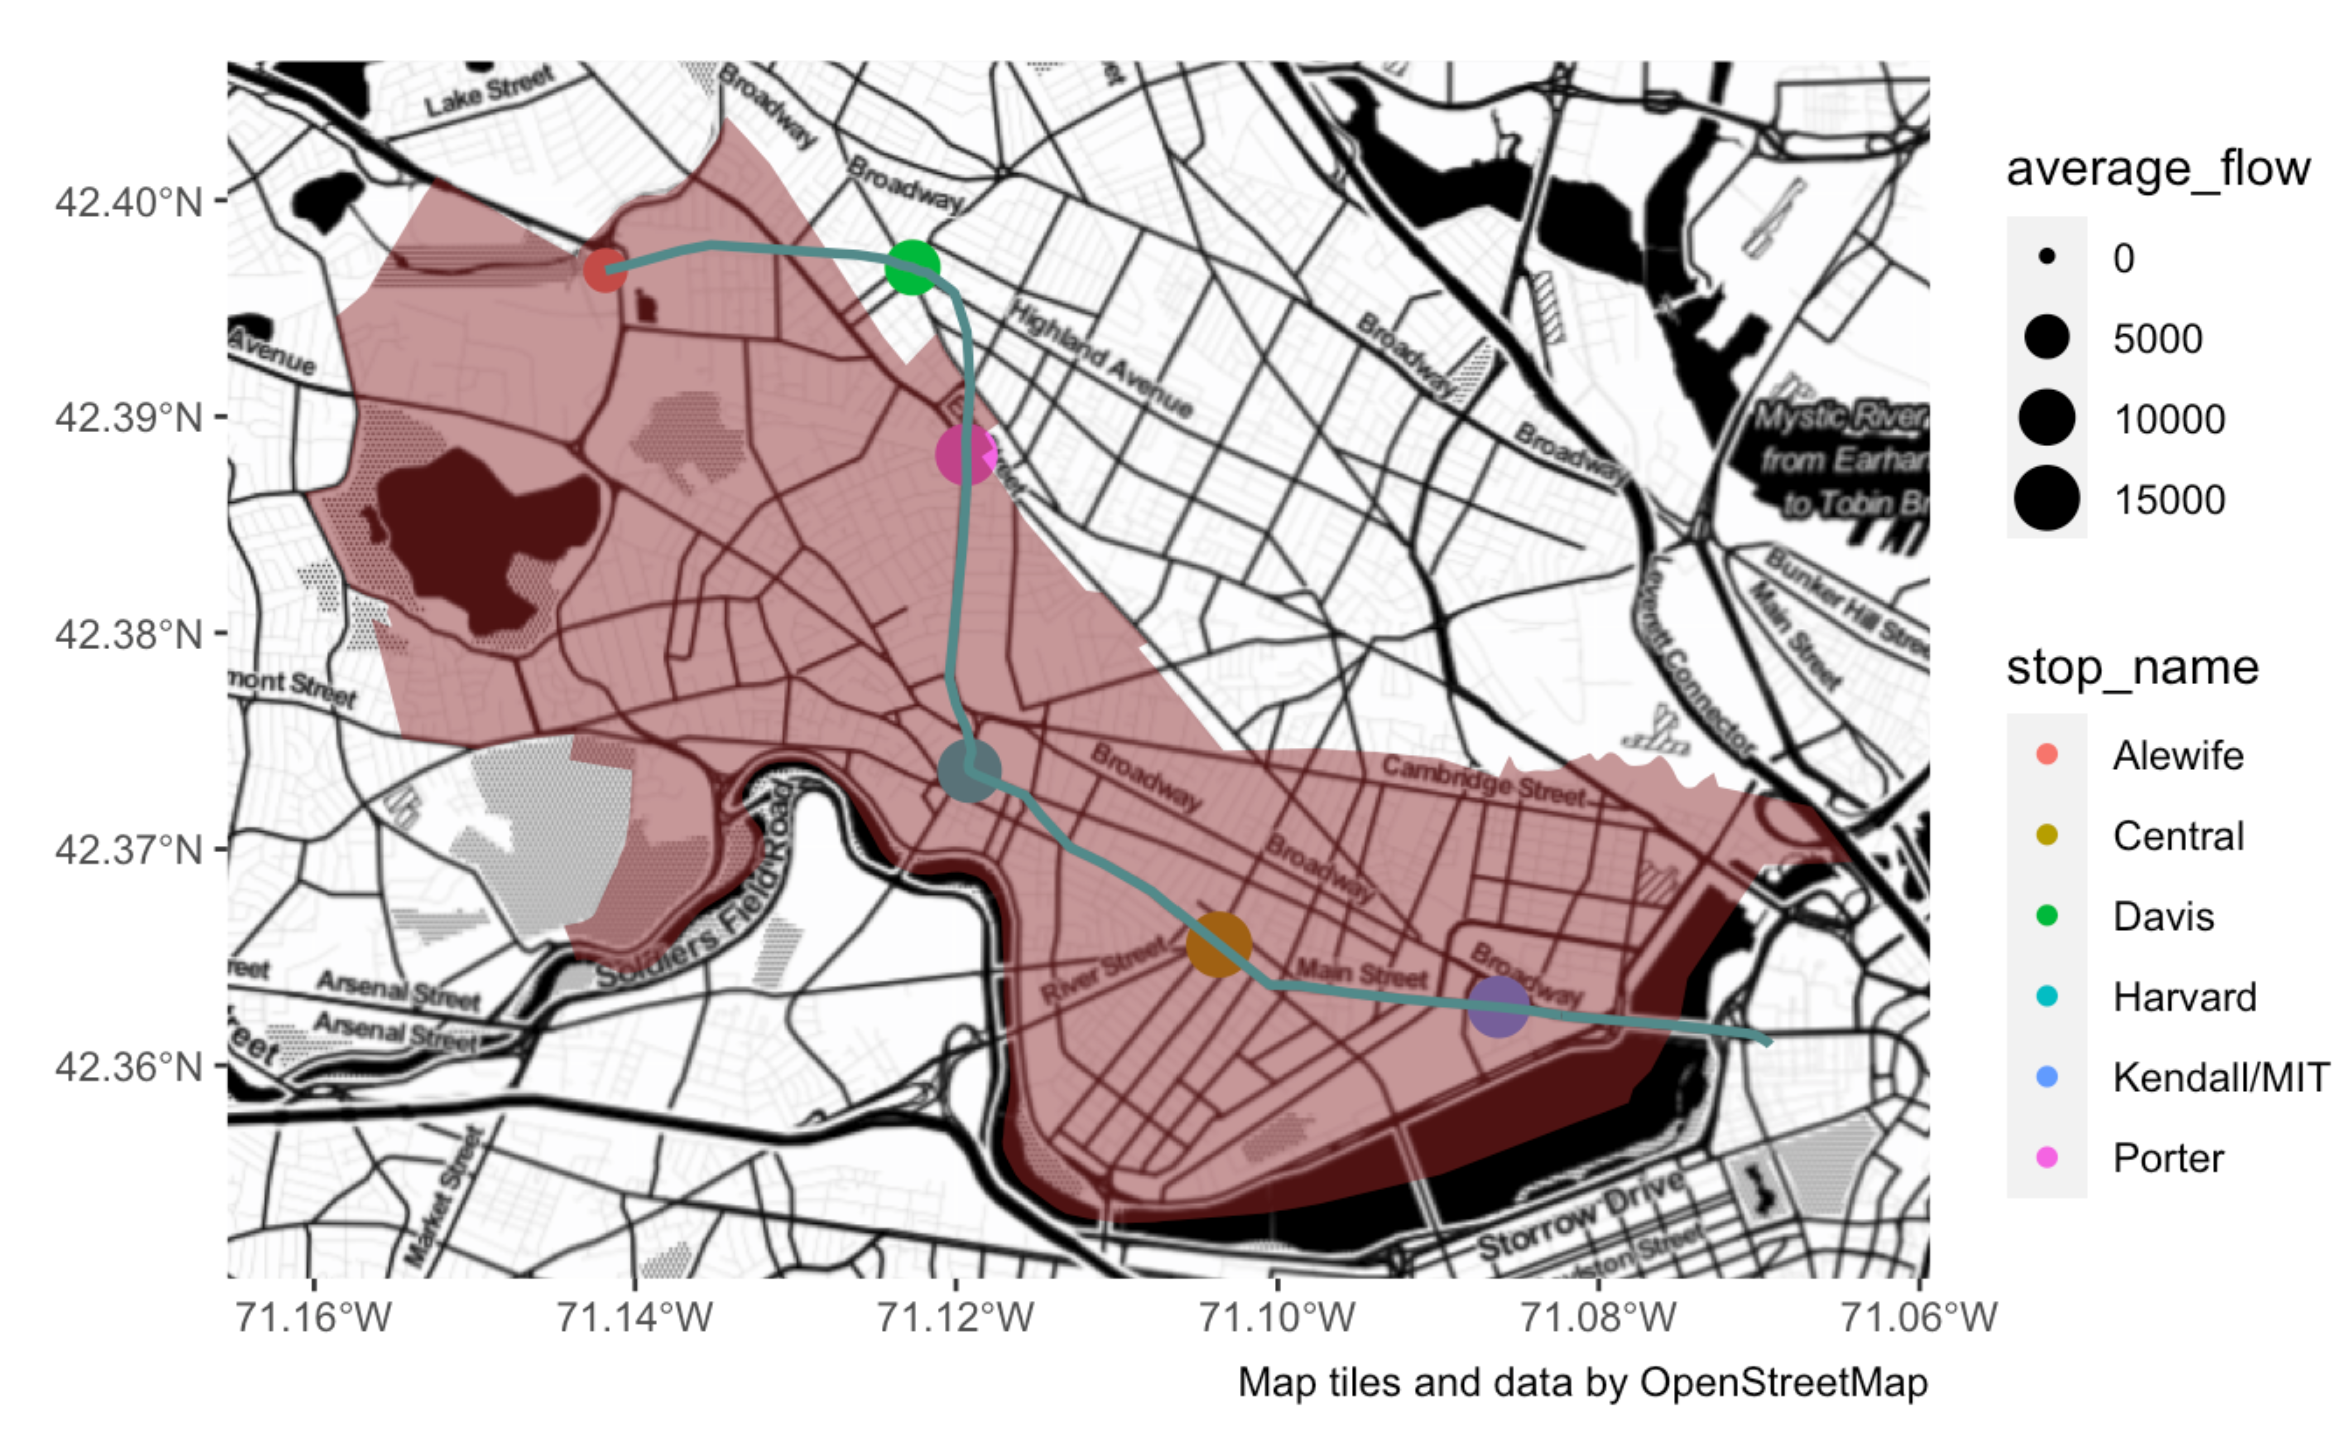 Lake Street
Broadway
Broadway
Avenue
Highland Avenue
Broadway
Broadway
Mystic River
from Earhar
to Tobin Br
Bunker Hill Stree
Main Street
Leverett Connector
mont Street
Broadway
Cambridge Street
Broadway
Soldiers Field Road
River Street
Main Street
Broadway
reet
Arsenal Street
Arsenal Street
reet
Market Street
Storrow Drive
ylston Street
42.40°N
42.39°N
42.38°N
42.37°N
42.36°N
71.16°W
71.14°W
71.12°W
71.10°W
71.08°W
71.06°W
Map tiles and data by OpenStreetMap
average_flow
0
5000
10000
15000
stop_name
Alewife
Central
Davis
Harvard
Kendall/MIT
Porter